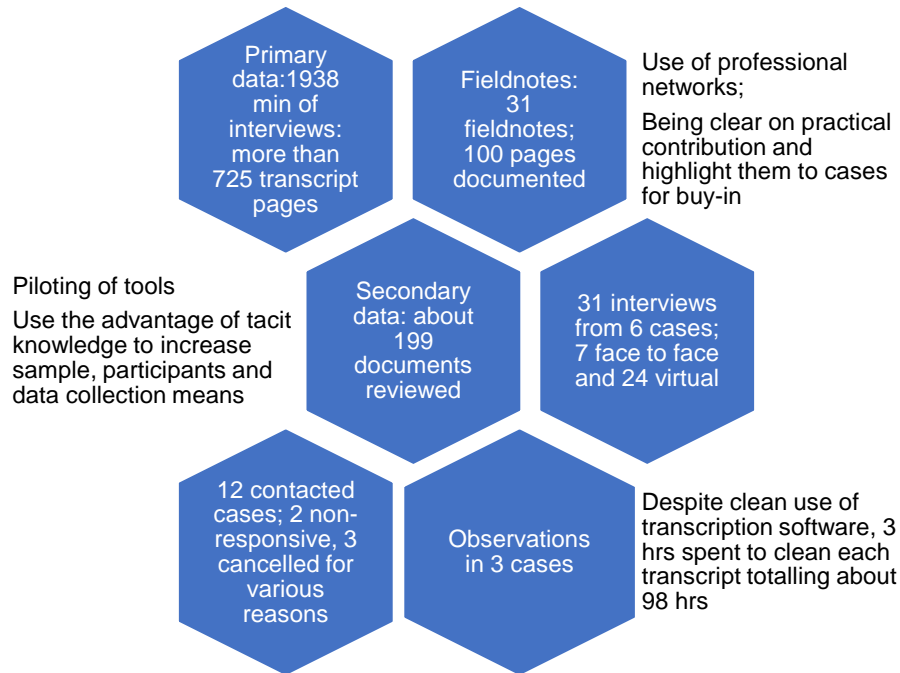 Primary
data:1938
min of
interviews:
more than
725 transcript
pages
Fieldnotes:
31
fieldnotes;
100 pages
documented
Use of professional
networks;
Being clear on practical
contribution and
highlight them to cases
for buy-in
Piloting of tools
Use the advantage of tacit
knowledge to increase
sample, participants and
data collection means
Secondary
data: about
199
documents
reviewed
31 interviews
from 6 cases;
7 face to face
and 24 virtual
12 contacted
cases; 2 non-
responsive, 3
cancelled for
various
reasons
Observations
in 3 cases
Despite clean use of
transcription software, 3
hrs spent to clean each
transcript totalling about
98 hrs